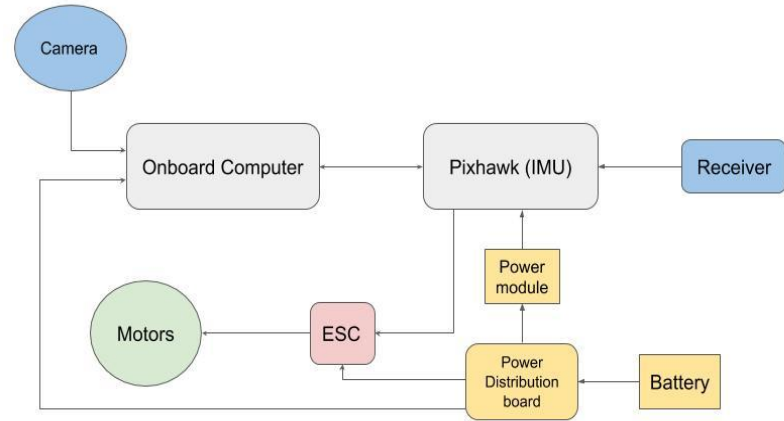 Camera
Onboard Computer
Pixhawk (IMU)
Receiver
Power
module
Motors
ESC
Power
Distribution
board
Battery